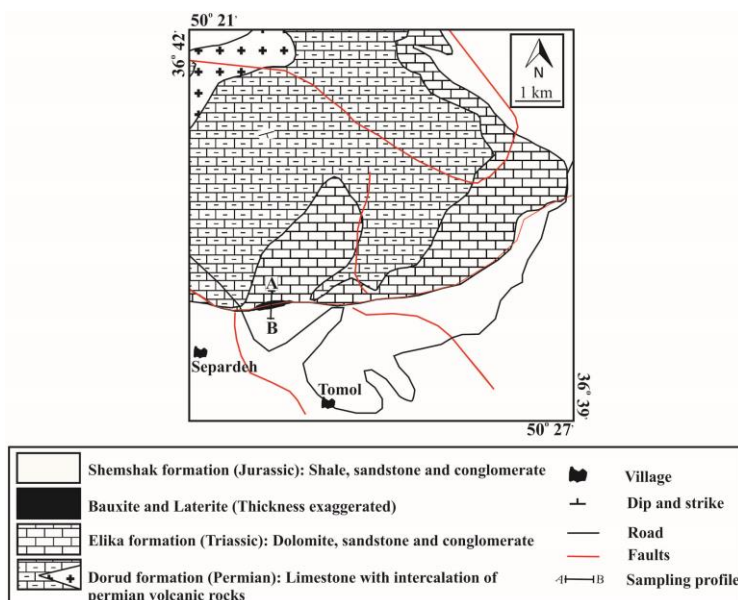 50° 21'
36° 42'
N
1 km
A
B
Separdeh
Tomol
36° 39'
50° 27'
Shemshak formation (Jurassic): Shale, sandstone and conglomerate
Bauxite and Laterite (Thickness exaggerated)
Elika formation (Triassic): Dolomite, sandstone and conglomerate
Dorud formation (Permian): Limestone with intercalation of
permian volcanic rocks
Village
Dip and strike
Road
Faults
A B Sampling profile